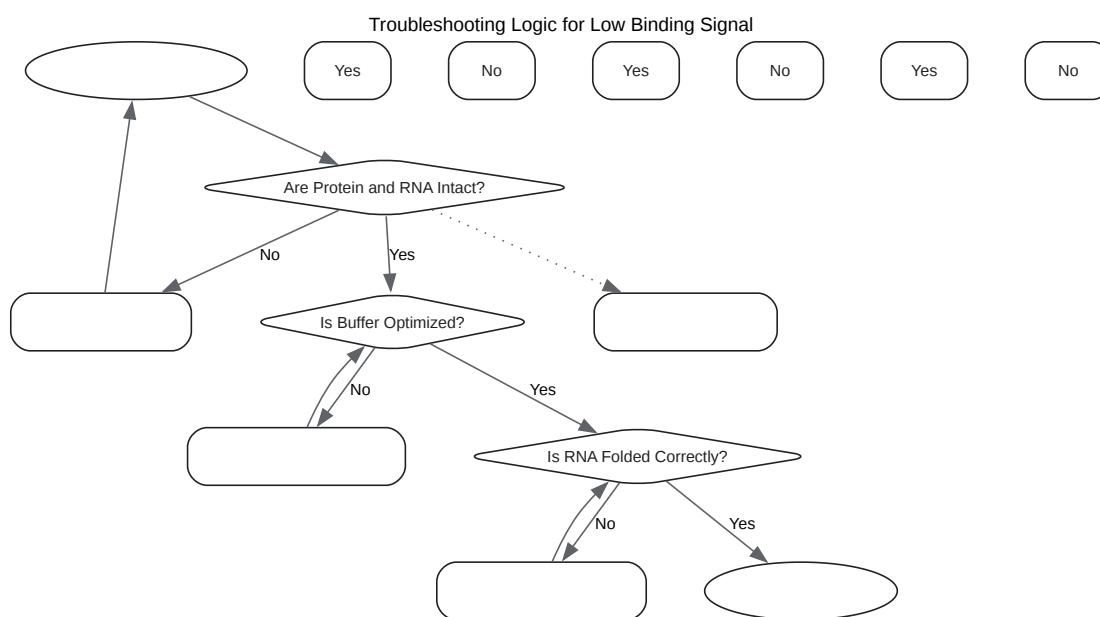 Troubleshooting Logic for Low Binding Signal
Yes
No
Yes
No
Yes
No
Are Protein and RNA Intact?
No
Yes
Is Buffer Optimized?
No
Yes
Is RNA Folded Correctly?
No
Yes